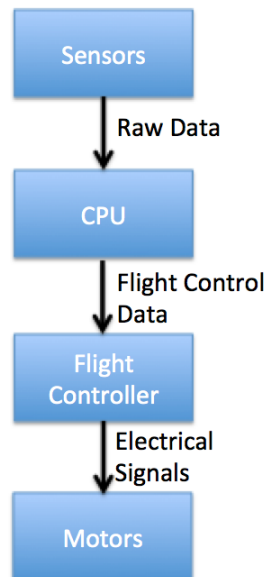 Sensors
Raw Data
CPU
Flight Control
Data
Flight
Controller
Electrical
Signals
Motors